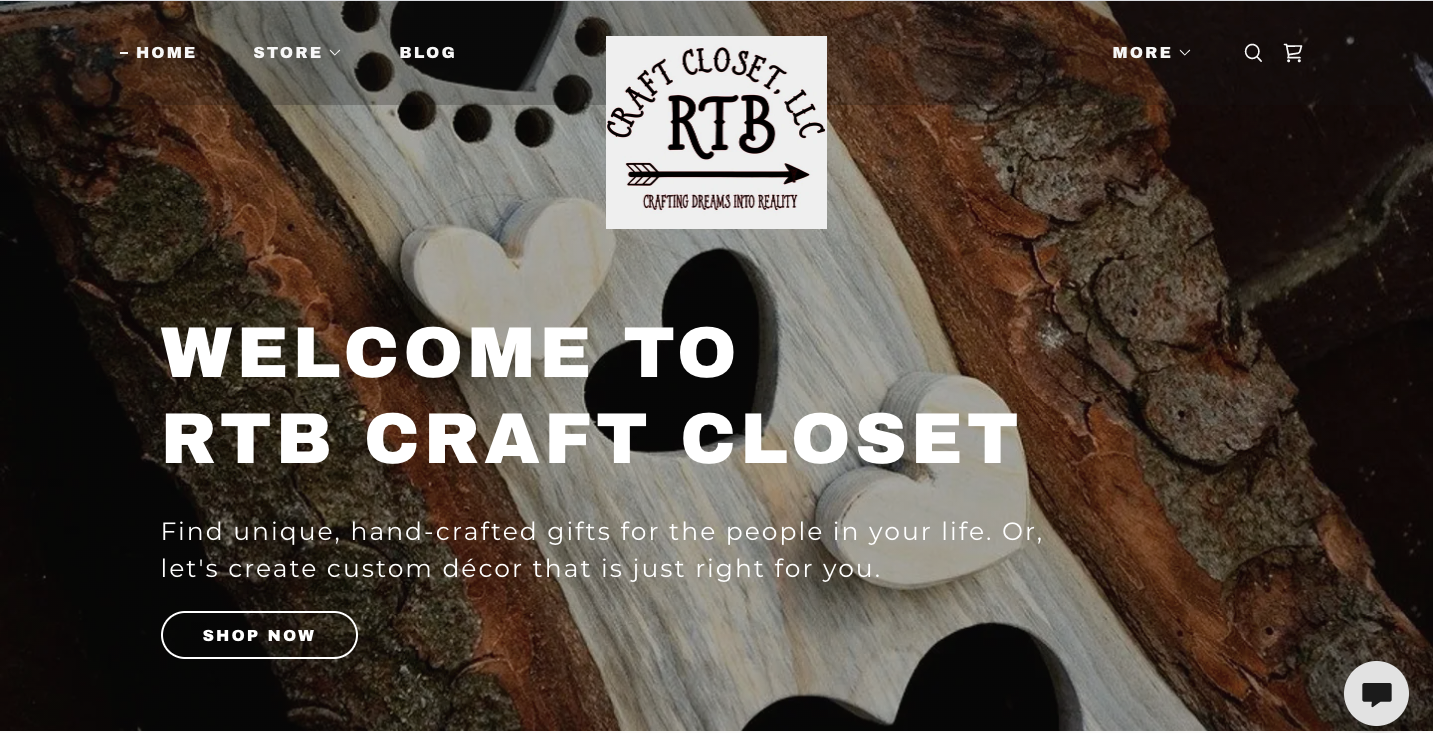 – HOME
STORE
BLOG
CRAFT CLOSET, LLC
RTB
CRAFTING DREAMS INTO REALITY
MORE
WELCOME TO
RTB CRAFT CLOSET
Find unique, hand-crafted gifts for the people in your life. Or,
let's create custom décor that is just right for you.
SHOP NOW